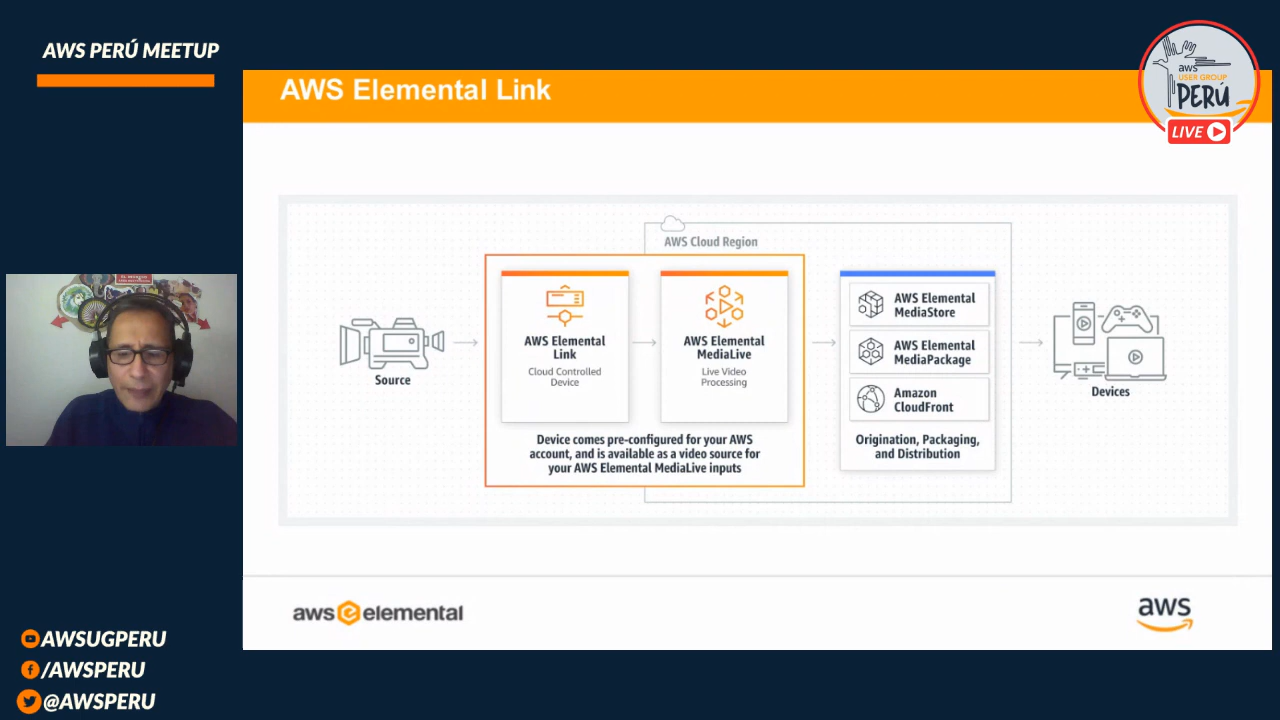 AWS PERÚ MEETUP
aws
USER GROUP
PERÚ
LIVE
AWS Elemental Link
AWS Cloud Region
Source
AWS Elemental
Link
Cloud Controlled
Device
AWS Elemental
MediaLive
Live Video
Processing
Device comes pre-configured for your AWS
account, and is available as a video source for
your AWS Elemental MediaLive inputs
AWS Elemental
MediaStore
AWS Elemental
MediaPackage
Amazon
CloudFront
Origination, Packaging,
and Distribution
Devices
aws elemental
aws
AWSUGPERU
/AWSPERU
@AWSPERU